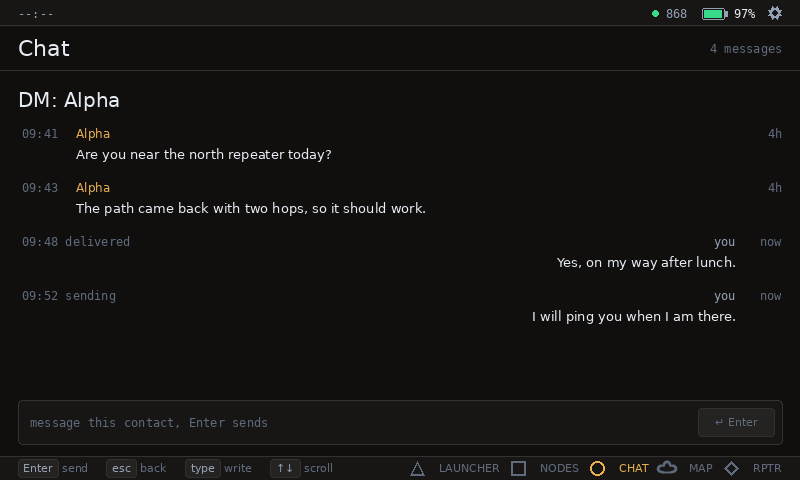 --:-- 868 97%
Chat 4 messages
DM: Alpha
09:41 Alpha 4h
Are you near the north repeater today?
09:43 Alpha 4h
The path came back with two hops, so it should work.
09:48 delivered you now
Yes, on my way after lunch.
09:52 sending you now
I will ping you when I am there.
message this contact, Enter sends ↵ Enter
Enter send esc back type write ↑↓ scroll LAUNCHER NODES CHAT MAP RPTR